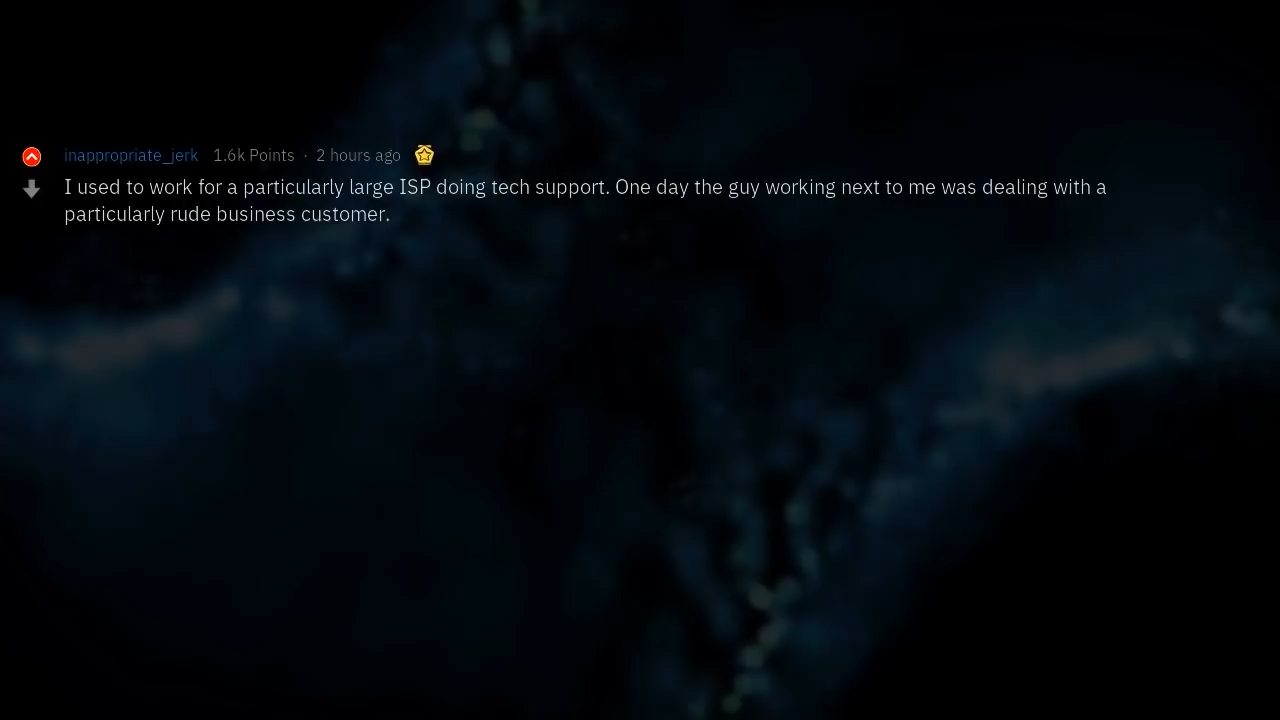 inappropriate_jerk 1.6k Points · 2 hours ago
I used to work for a particularly large ISP doing tech support. One day the guy working next to me was dealing with a
particularly rude business customer.